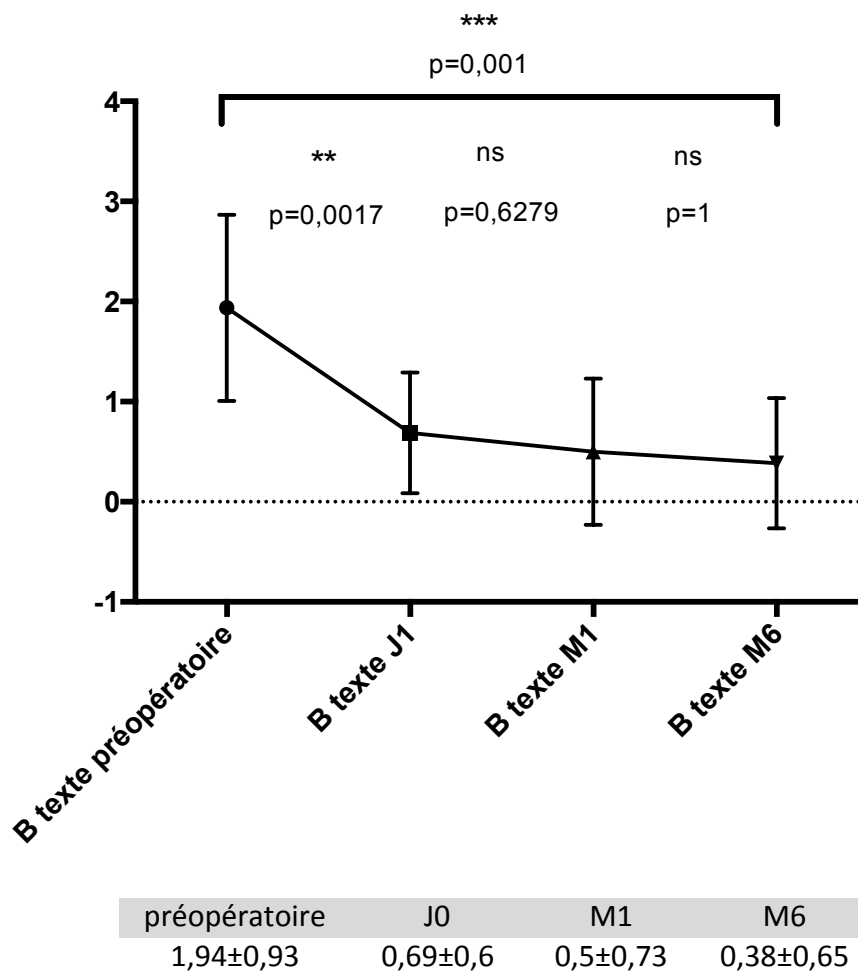 ***
p=0,001
4
** ns ns
3
p=0,0017 p=0,6279 p=1
2
1
0
-1
B texte préopératoire
B texte J1
B texte M1
B texte M6
préopératoire J0 M1 M6
1,94±0,93 0,69±0,6 0,5±0,73 0,38±0,65